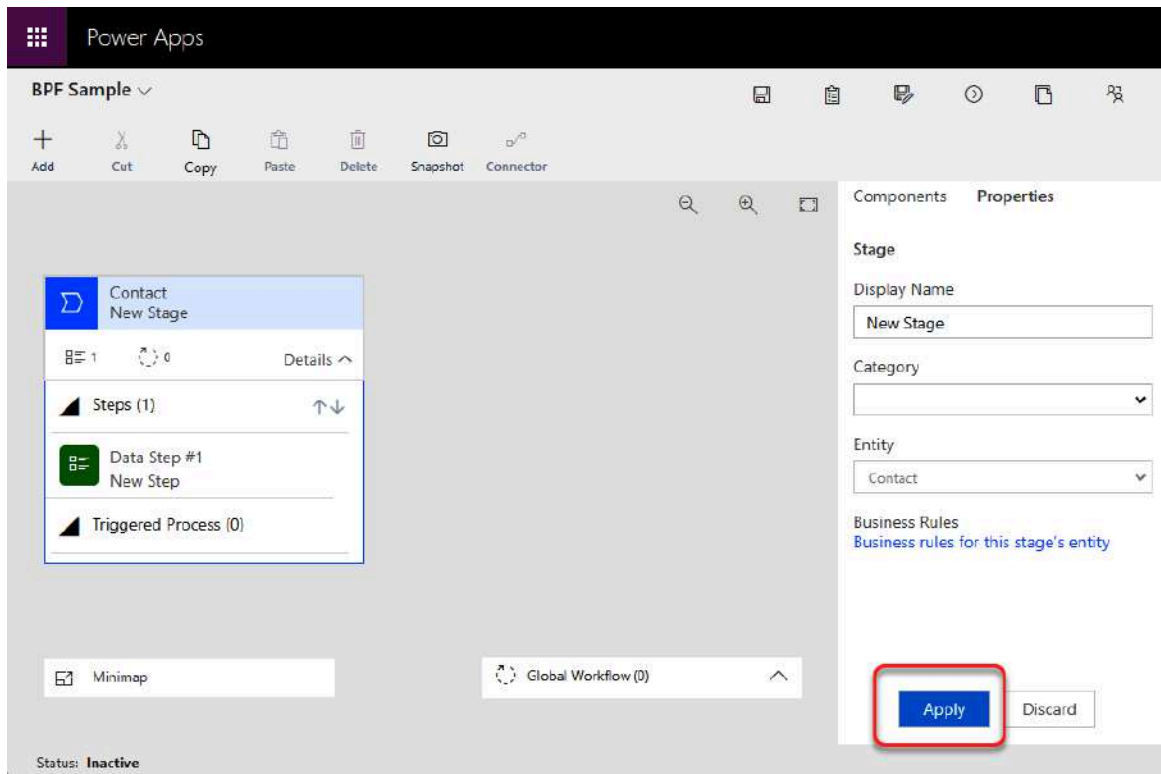 Power Apps
BPF Sample
Add Cut Copy Paste Delete Snapshot Connector
Components Properties
Stage
Display Name
New Stage
Category
Entity
Contact
Business Rules
Business rules for this stage's entity
Apply Discard
Contact
New Stage
1 0 Details
Steps (1)
Data Step #1
New Step
Triggered Process (0)
Minimap
Global Workflow (0)
Status: Inactive